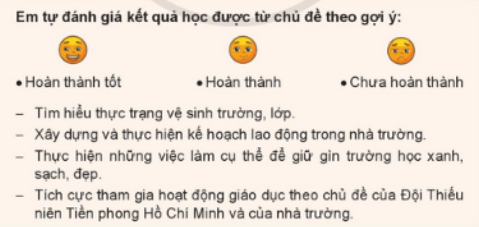 Em tự đánh giá kết quả học được từ chủ đề theo gợi ý:
• Hoàn thành tốt • Hoàn thành • Chưa hoàn thành
– Tìm hiểu thực trạng vệ sinh trường, lớp.
– Xây dựng và thực hiện kế hoạch lao động trong nhà trường.
– Thực hiện những việc làm cụ thể để giữ gìn trường học xanh,
sạch, đẹp.
– Tích cực tham gia hoạt động giáo dục theo chủ đề của Đội Thiếu
niên Tiền phong Hồ Chí Minh và của nhà trường.